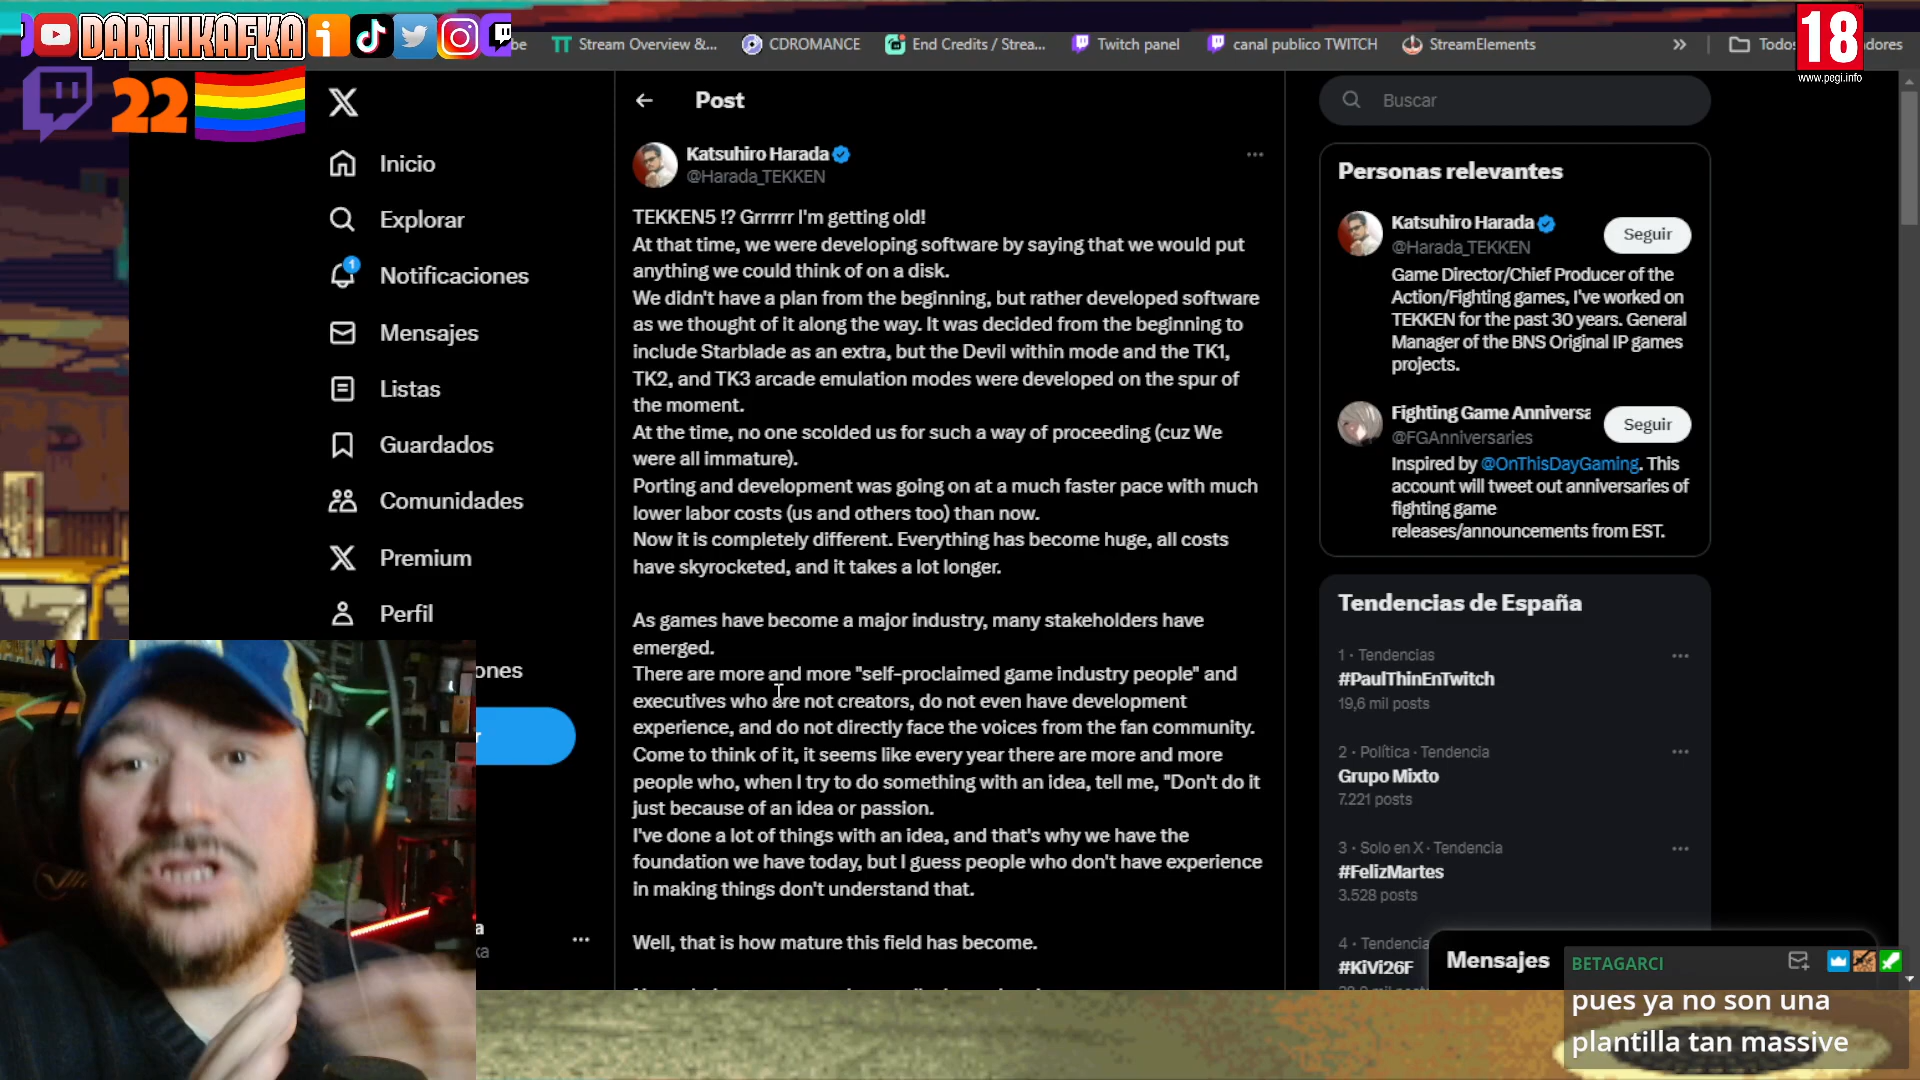 DARTHKAFKA
be
Stream Overview &...
CDROMANCE
End Credits / Strea...
Twitch panel
canal publico TWITCH
StreamElements
»
Todos
adores
18
www.pegi.info
22
Inicio
Explorar
1
Notificaciones
Mensajes
Listas
Guardados
Comunidades
Premium
Perfil
ones
r
a
ka
Post
Katsuhiro Harada
@Harada_TEKKEN
TEKKEN5 !? Grrrrrr I'm getting old!
At that time, we were developing software by saying that we would put
anything we could think of on a disk.
We didn't have a plan from the beginning, but rather developed software
as we thought of it along the way. It was decided from the beginning to
include Starblade as an extra, but the Devil within mode and the TK1,
TK2, and TK3 arcade emulation modes were developed on the spur of
the moment.
At the time, no one scolded us for such a way of proceeding (cuz We
were all immature).
Porting and development was going on at a much faster pace with much
lower labor costs (us and others too) than now.
Now it is completely different. Everything has become huge, all costs
have skyrocketed, and it takes a lot longer.
As games have become a major industry, many stakeholders have
emerged.
There are more and more "self-proclaimed game industry people" and
executives who are not creators, do not even have development
experience, and do not directly face the voices from the fan community.
Come to think of it, it seems like every year there are more and more
people who, when I try to do something with an idea, tell me, "Don't do it
just because of an idea or passion.
I've done a lot of things with an idea, and that's why we have the
foundation we have today, but I guess people who don't have experience
in making things don't understand that.
Well, that is how mature this field has become.
Buscar
Personas relevantes
Katsuhiro Harada
@Harada_TEKKEN
Seguir
Game Director/Chief Producer of the
Action/Fighting games, I've worked on
TEKKEN for the past 30 years. General
Manager of the BNS Original IP games
projects.
Fighting Game Anniversa
@FGAnniversaries
Seguir
Inspired by @OnThisDayGaming. This
account will tweet out anniversaries of
fighting game
releases/announcements from EST.
Tendencias de España
1 · Tendencias
#PaulThinEnTwitch
19,6 mil posts
2 · Política · Tendencia
Grupo Mixto
7.221 posts
3 · Solo en X · Tendencia
#FelizMartes
3.528 posts
4 · Tendencia
#KiVi26F
Mensajes
BETAGARCI
pues ya no son una
plantilla tan massive